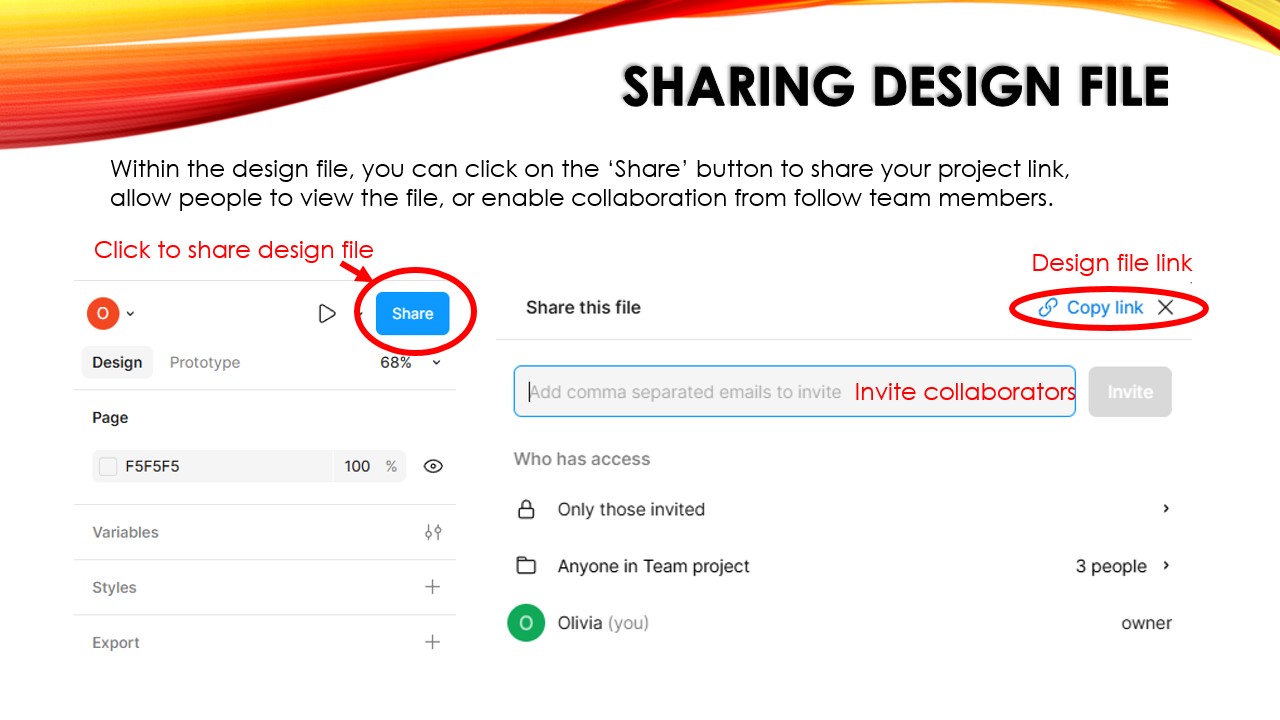 SHARING DESIGN FILE
Within the design file, you can click on the ‘Share’ button to share your project link,
allow people to view the file, or enable collaboration from follow team members.
Click to share design file
O
Share
Design Prototype 68%
Page
F5F5F5 100 %
Variables
Styles
Export
Design file link
Share this file Copy link
Add comma separated emails to invite Invite collaborators Invite
Who has access
Only those invited
Anyone in Team project 3 people
O Olivia (you) owner